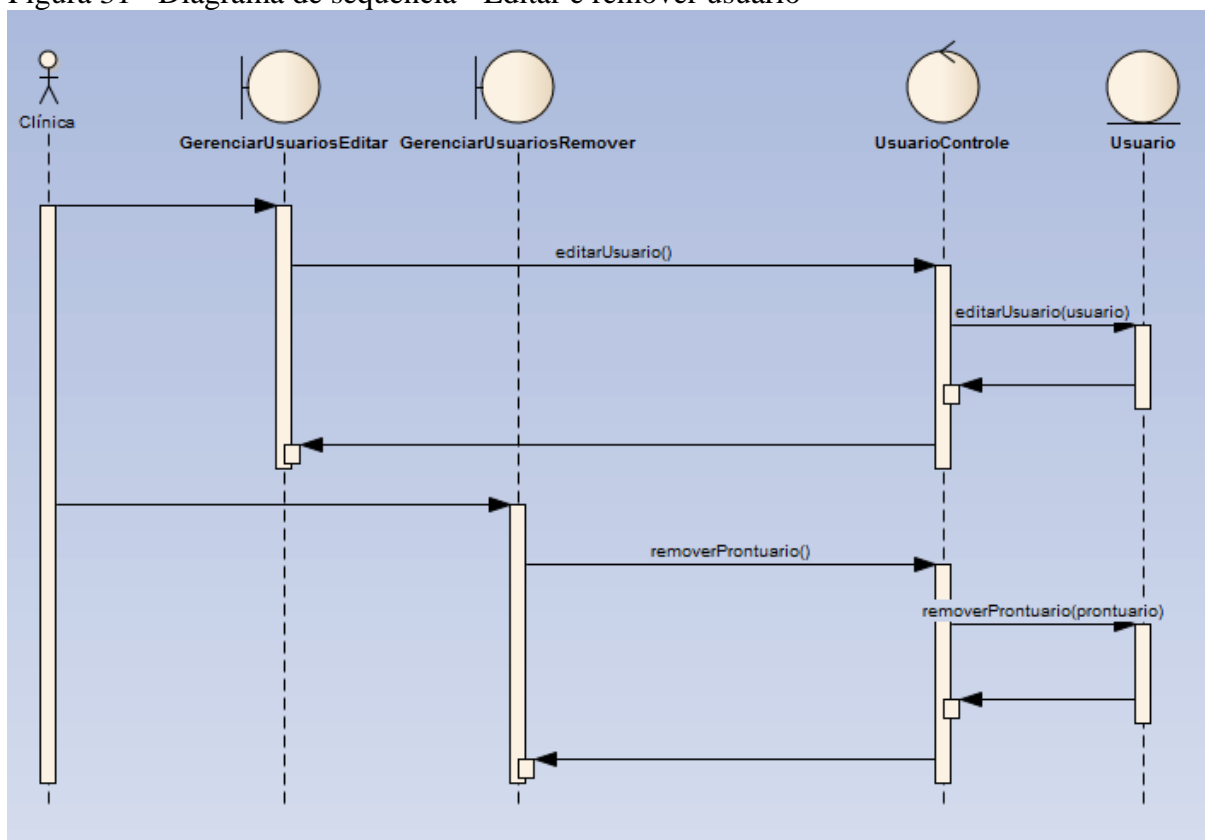 Figura 31 - Diagrama de sequência - Editar e remover usuário
Clínica
GerenciarUsuariosEditar
GerenciarUsuariosRemover
UsuarioControle
Usuario
editarUsuario()
editarUsuario(usuario)
removerProntuario()
removerProntuario(prontuario)